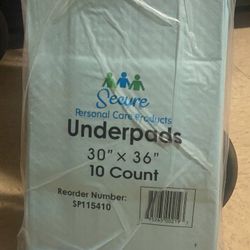 Secure
Personal Care Products
Underpads
30" × 36"
10 Count
Reorder Number:
SP115410